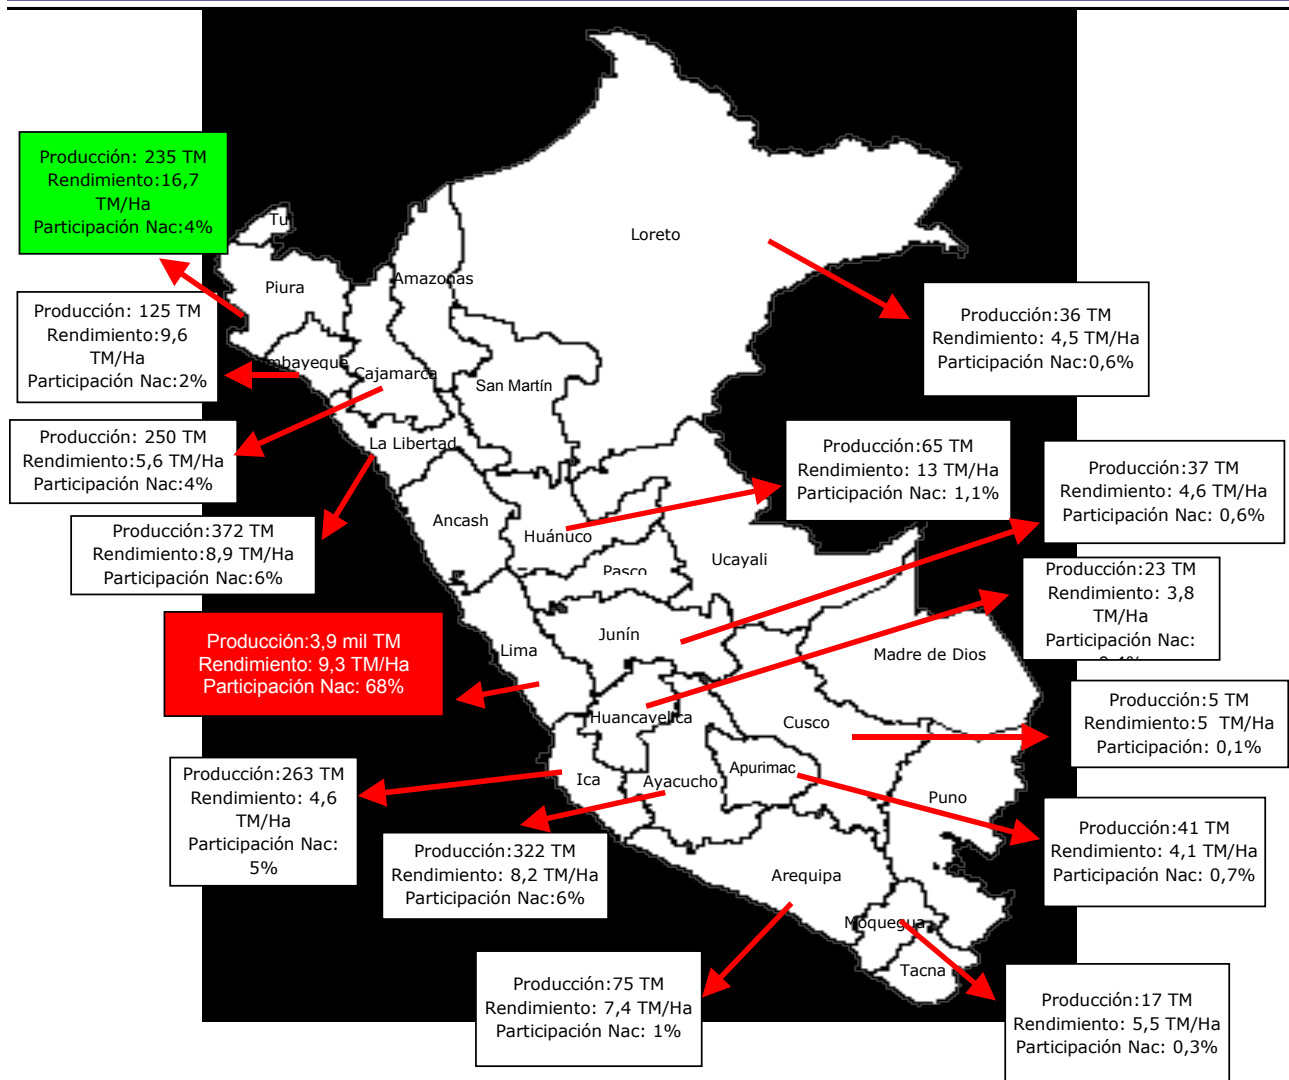 Producción: 235 TM
Rendimiento:16,7
TM/Ha
Participación Nac:4%
Tu
Loreto
Piura
Amazonas
Producción: 125 TM
Rendimiento:9,6
TM/Ha
Participación Nac:2%
mbayeque
Cajamarca
San Martín
Producción:36 TM
Rendimiento: 4,5 TM/Ha
Participación Nac:0,6%
Producción: 250 TM
Rendimiento:5,6 TM/Ha
Participación Nac:4%
La Libertad
Producción:65 TM
Rendimiento: 13 TM/Ha
Participación Nac: 1,1%
Producción:37 TM
Rendimiento: 4,6 TM/Ha
Participación Nac: 0,6%
Producción:372 TM
Rendimiento:8,9 TM/Ha
Participación Nac:6%
Ancash
Huánuco
Ucayali
Pasco
Producción:23 TM
Rendimiento: 3,8
TM/Ha
Participación Nac:
Producción:3,9 mil TM
Rendimiento: 9,3 TM/Ha
Participación Nac: 68%
Lima
Junín
Madre de Dios
Huancavelica
Cusco
Producción:5 TM
Rendimiento:5 TM/Ha
Participación: 0,1%
Producción:263 TM
Rendimiento: 4,6
TM/Ha
Participación Nac:
5%
Ica
Ayacucho
Apurimac
Puno
Producción:322 TM
Rendimiento: 8,2 TM/Ha
Participación Nac:6%
Producción:41 TM
Rendimiento: 4,1 TM/Ha
Participación Nac: 0,7%
Arequipa
Moquegua
Tacna
Producción:75 TM
Rendimiento: 7,4 TM/Ha
Participación Nac: 1%
Producción:17 TM
Rendimiento: 5,5 TM/Ha
Participación Nac: 0,3%